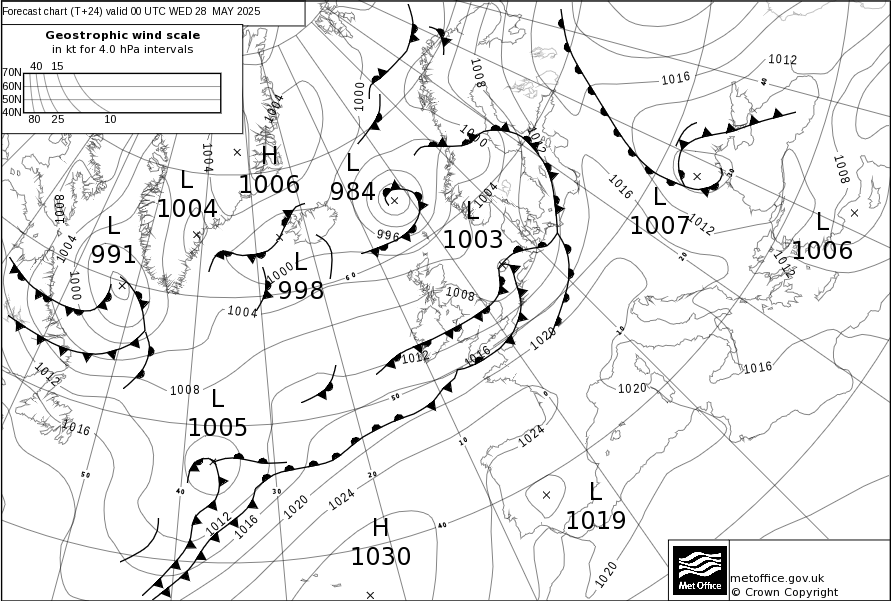 Forecast chart (T+24) valid 00 UTC WED 28 MAY 2025
Geostrophic wind scale
in kt for 4.0 hPa intervals
40 15
70N
60N
50N
40N
80 25 10
1004
1004
H
1006
L
1004
1008
1004
L
991
1000
1000
L
984
996
1008
1000
1012
1004
L
1003
1016
1012
40
1016
L
1007
30
1012
1008
L
1006
1012
20
L
998
1000
60
1004
1008
1012
1016
1020
10
1012
1016
1008
L
1005
50
0
1020
1016
1024
10
50
40
30
20
1012
1016
1020
1024
40
H
1030
L
1019
1020
Met Office
metoffice.gov.uk
© Crown Copyright